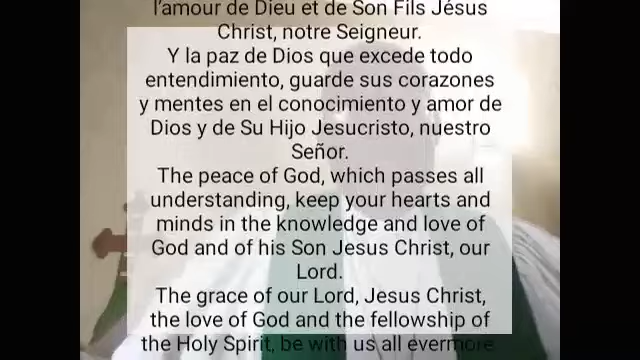 l'amour de Dieu et de Son Fils Jésus
Christ, notre Seigneur.
Y la paz de Dios que excede todo
entendimiento, guarde sus corazones
y mentes en el conocimiento y amor de
Dios y de Su Hijo Jesucristo, nuestro
Señor.
The peace of God, which passes all
understanding, keep your hearts and
minds in the knowledge and love of
God and of his Son Jesus Christ, our
Lord.
The grace of our Lord, Jesus Christ,
the love of God and the fellowship of
the Holy Spirit, be with us all evermore